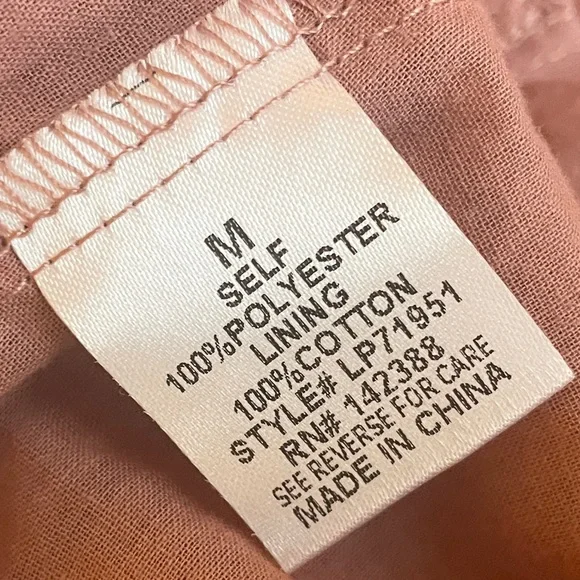 M
SELF
100%POLYESTER
LINING
100%COTTON
STYLE# LP71951
RN# 142388
SEE REVERSE FOR CARE
MADE IN CHINA